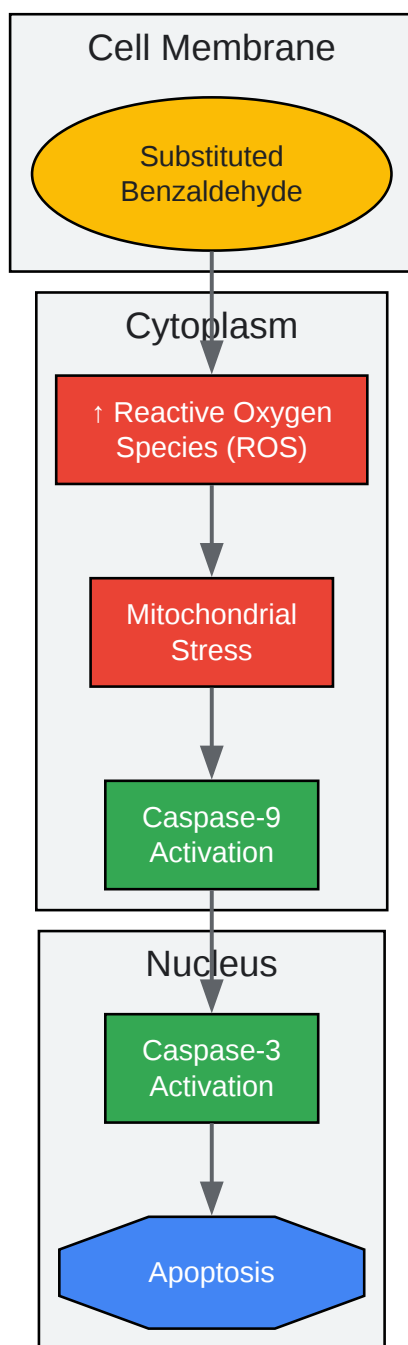 Cell Membrane
Substituted
Benzaldehyde
Cytoplasm
↑ Reactive Oxygen
Species (ROS)
Mitochondrial
Stress
Caspase-9
Activation
Nucleus
Caspase-3
Activation
Apoptosis